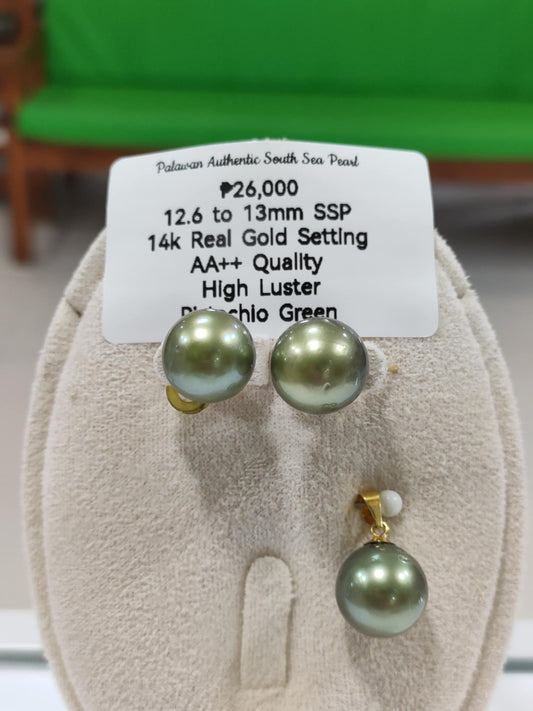 Palawan Authentic South Sea Pearl
₱26,000
12.6 to 13mm SSP
14k Real Gold Setting
AA++ Quality
High Luster
Pistachio Green